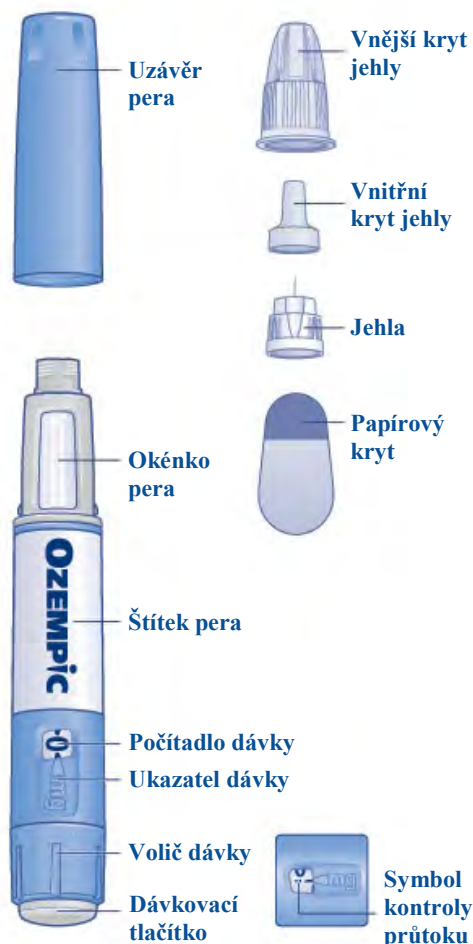 Uzávěr
pera
Vnější kryt
jehly
Vnitřní
kryt jehly
Jehla
Papírový
kryt
Okénko
pera
OZEMPIC
Štítek pera
0
Počítadlo dávky
mg
Ukazatel dávky
Volič dávky
Dávkovací
tlačítko
0
mg
Symbol
kontroly
průtoku